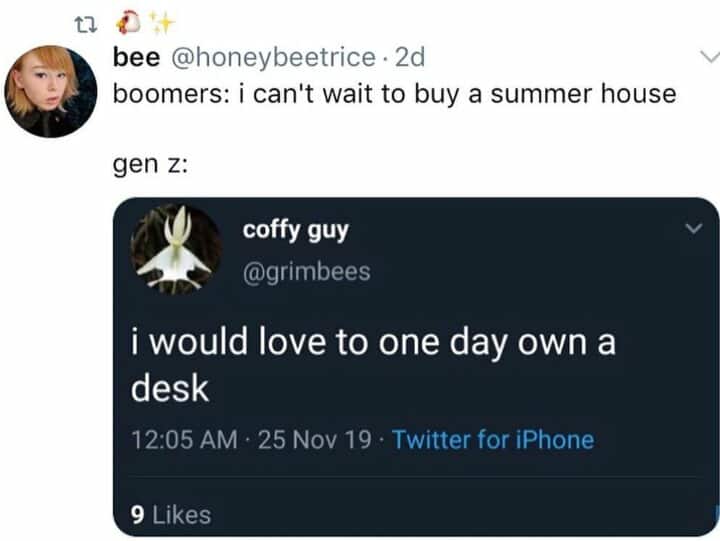 bee @honeybeetrice · 2d
boomers: i can't wait to buy a summer house
gen z:
coffy guy
@grimbees
i would love to one day own a
desk
12:05 AM · 25 Nov 19 · Twitter for iPhone
9 Likes